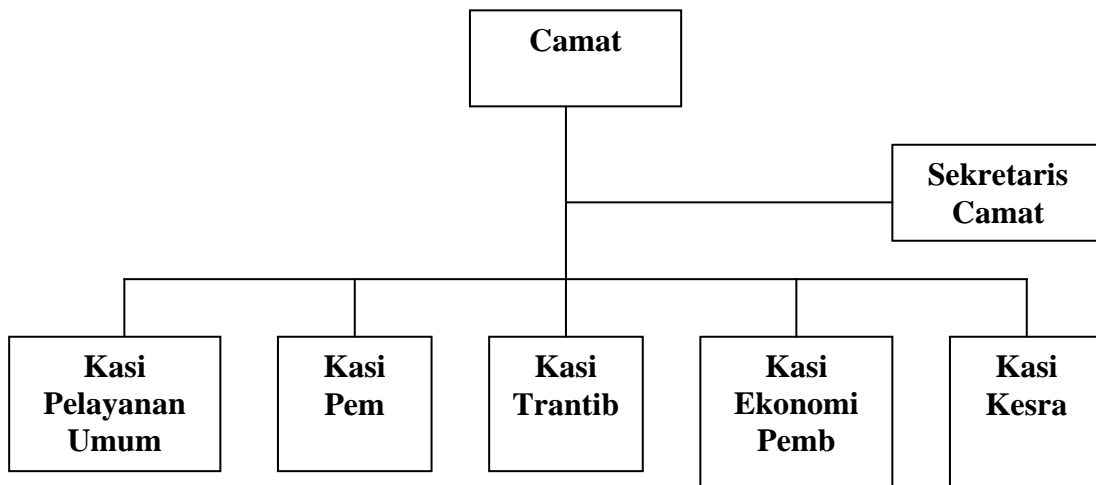 Camat
Sekretaris
Camat
Kasi
Pelayanan
Umum
Kasi
Pem
Kasi
Trantib
Kasi
Ekonomi
Pemb
Kasi
Kesra